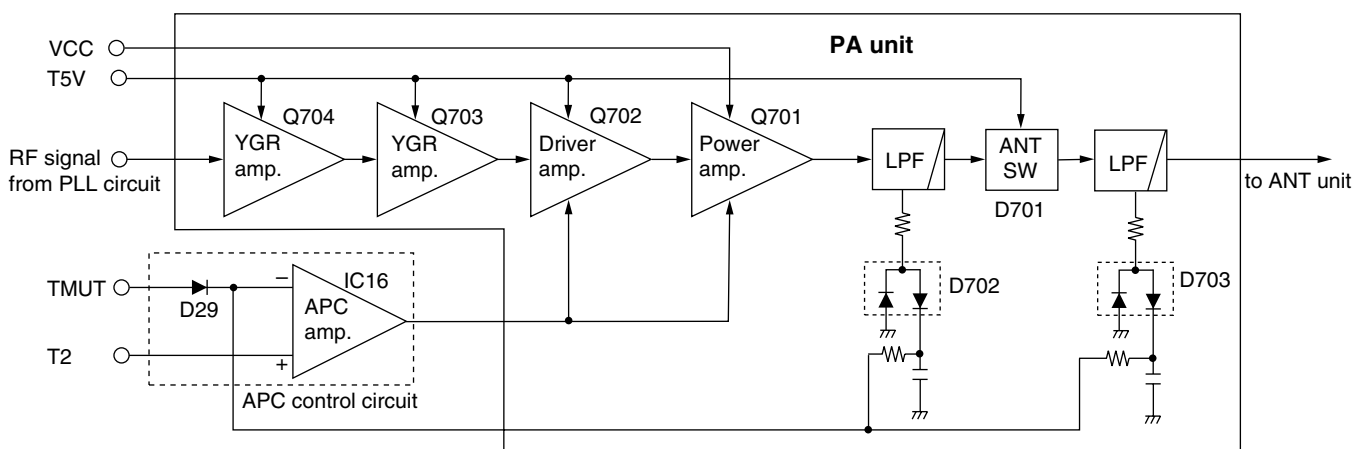 VCC
PA unit
T5V
Q704
Q703
Q702
Q701
RF signal
from PLL circuit
YGR
amp.
YGR
amp.
Driver
amp.
Power
amp.
LPF
ANT
SW
LPF
to ANT unit
D701
TMUT
D29
−
IC16
APC
amp.
D702
D703
T2
+
APC control circuit